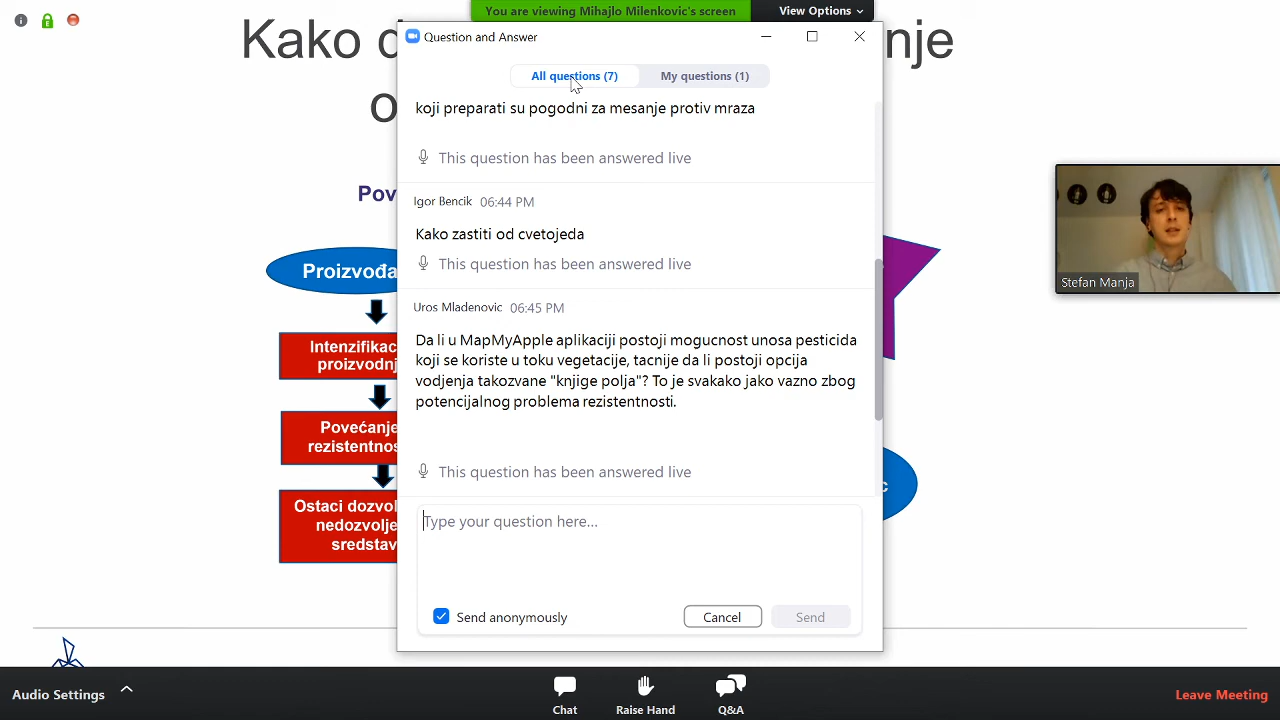 You are viewing Mihajlo Milenkovic's screen
View Options
Kako
nje
Question and Answer
All questions (7)
My questions (1)
koji preparati su pogodni za mesanje protiv mraza
This question has been answered live
Igor Bencik 06:44 PM
Kako zastiti od cvetojeda
This question has been answered live
Uros Mladenovic 06:45 PM
Da li u MapMyApple aplikaciji postoji mogucnost unosa pesticida
koji se koriste u toku vegetacije, tacnije da li postoji opcija
vodjenja takozvane "knjige polja"? To je svakako jako vazno zbog
potencijalnog problema rezistentnosti.
This question has been answered live
Type your question here...
Send anonymously
Cancel
Send
Pov
Proizvođa
Intenzifikac
proizvodnj
Povećanje
rezistentnos
Ostaci dozvol
nedozvolje
sredstav
c
Stefan Manja
Audio Settings
Chat
Raise Hand
Q&A
Leave Meeting